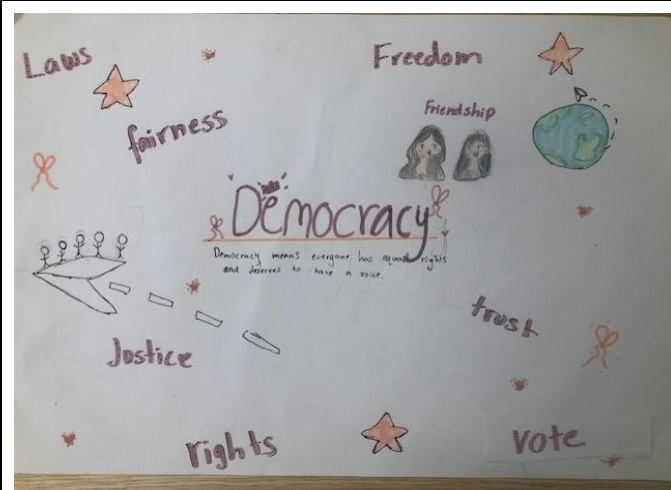 Laws
Freedom
fairness
Friendship
Democracy
Democracy means everyone has equal rights
and deserves to have a voice.
trust
Justice
rights
vote